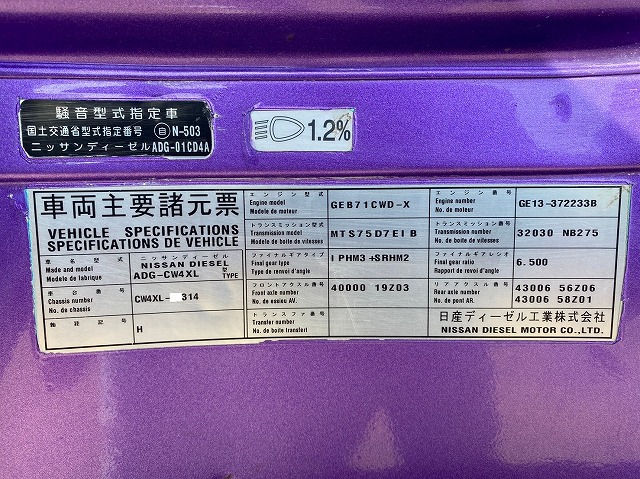 騒音型式指定車
国土交通省型式指定番号 自 N-503
ニッサンディーゼル ADG-01CD4A
1.2%
車両主要諸元票
VEHICLE SPECIFICATIONS
SPECIFICATIONS DE VEHICLE
車名型式
Made and model
Modele de fabrique
ニッサンディーゼル
NISSAN DIESEL 型
ADG-CW4XL TYPE
車台番号
Chassis number
No. de chassis
CW4XL- 314
H
エンジン型式
Engine model
Modele de moteur
GEB71CWD-X
エンジン番号
Engine number
No. de moteur
GE13-372233B
トランスミッション型式
Transmission model
Modele de boite de vitesses
MTS75D7EIB
トランスミッション番号
Transmission number
No. de boite de vitesses
32030 NB275
ファイナルギアタイプ
Final gear type
Type de renvoi d'angle
I PHM3 +SRHM2
ファイナルギアレシオ
Final gear ratio
Rapport de renvoi d'angle
6.500
フロントアクスル番号
Front axle number
No. de essieu AV.
40000 19Z03
リアアクスル番号
Rear axle number
No. de pont AR.
43006 56Z06
43006 58Z01
トランスファ番号
Transfer number
No. de boite transfert
日産ディーゼル工業株式会社
NISSAN DIESEL MOTOR CO., LTD.